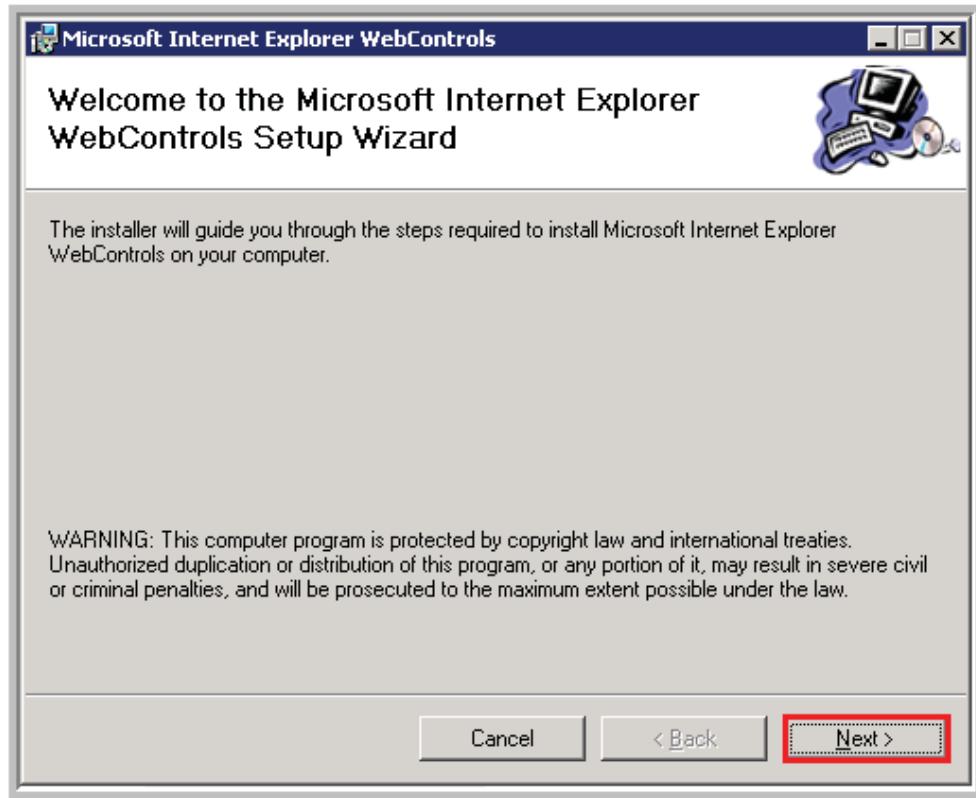 Microsoft Internet Explorer WebControls
Welcome to the Microsoft Internet Explorer
WebControls Setup Wizard
The installer will guide you through the steps required to install Microsoft Internet Explorer
WebControls on your computer.
WARNING: This computer program is protected by copyright law and international treaties.
Unauthorized duplication or distribution of this program, or any portion of it, may result in severe civil
or criminal penalties, and will be prosecuted to the maximum extent possible under the law.
Cancel
< Back
Next >